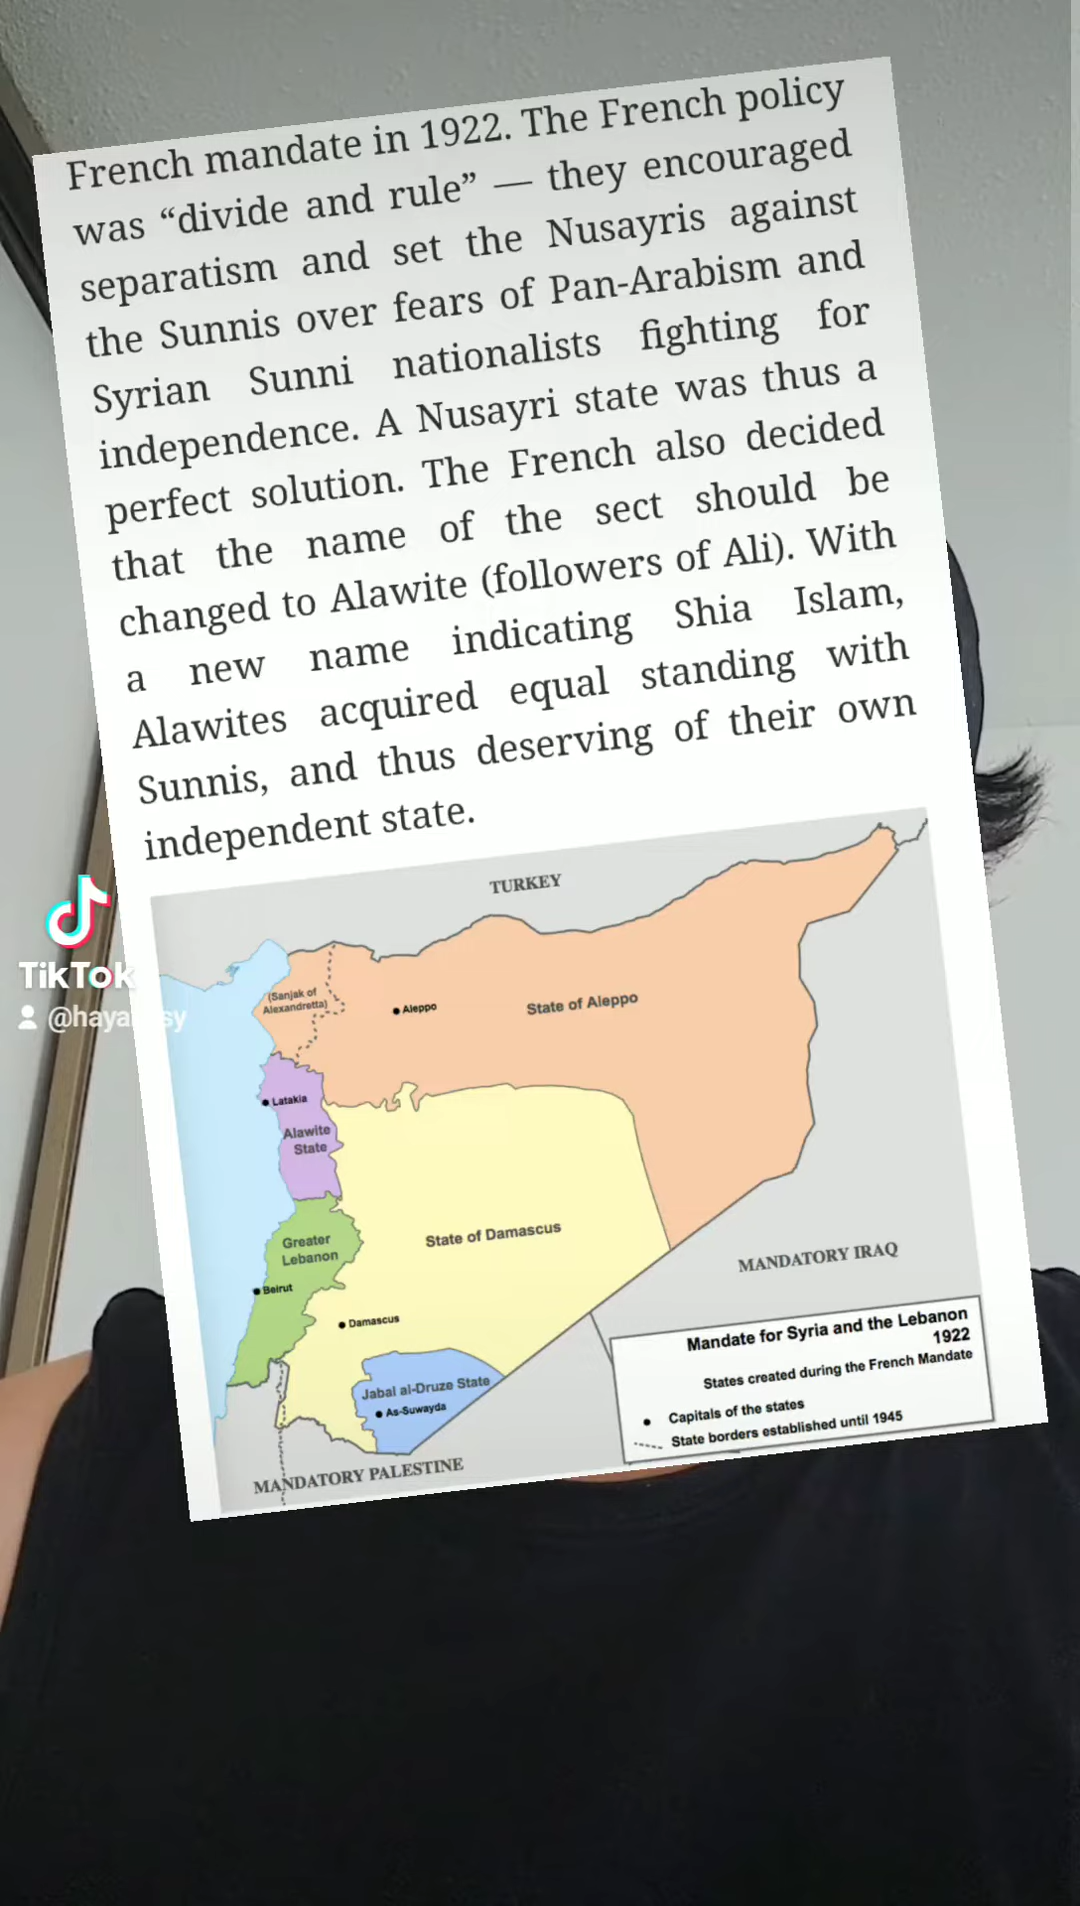 French mandate in 1922. The French policy
was “divide and rule” — they encouraged
separatism and set the Nusayris against
the Sunnis over fears of Pan-Arabism and
Syrian Sunni nationalists fighting for
independence. A Nusayri state was thus a
perfect solution. The French also decided
that the name of the sect should be
changed to Alawite (followers of Ali). With
a new name indicating Shia Islam,
Alawites acquired equal standing with
Sunnis, and thus deserving of their own
independent state.
TURKEY
(Sanjak of
Alexandretta)
Aleppo
State of Aleppo
TikTok
Latakia
Alawite
State
Greater
Lebanon
Beirut
State of Damascus
Damascus
MANDATORY IRAQ
Jabal al-Druze State
As-Suwayda
MANDATORY PALESTINE
Mandate for Syria and the Lebanon
1922
States created during the French Mandate
Capitals of the states
State borders established until 1945